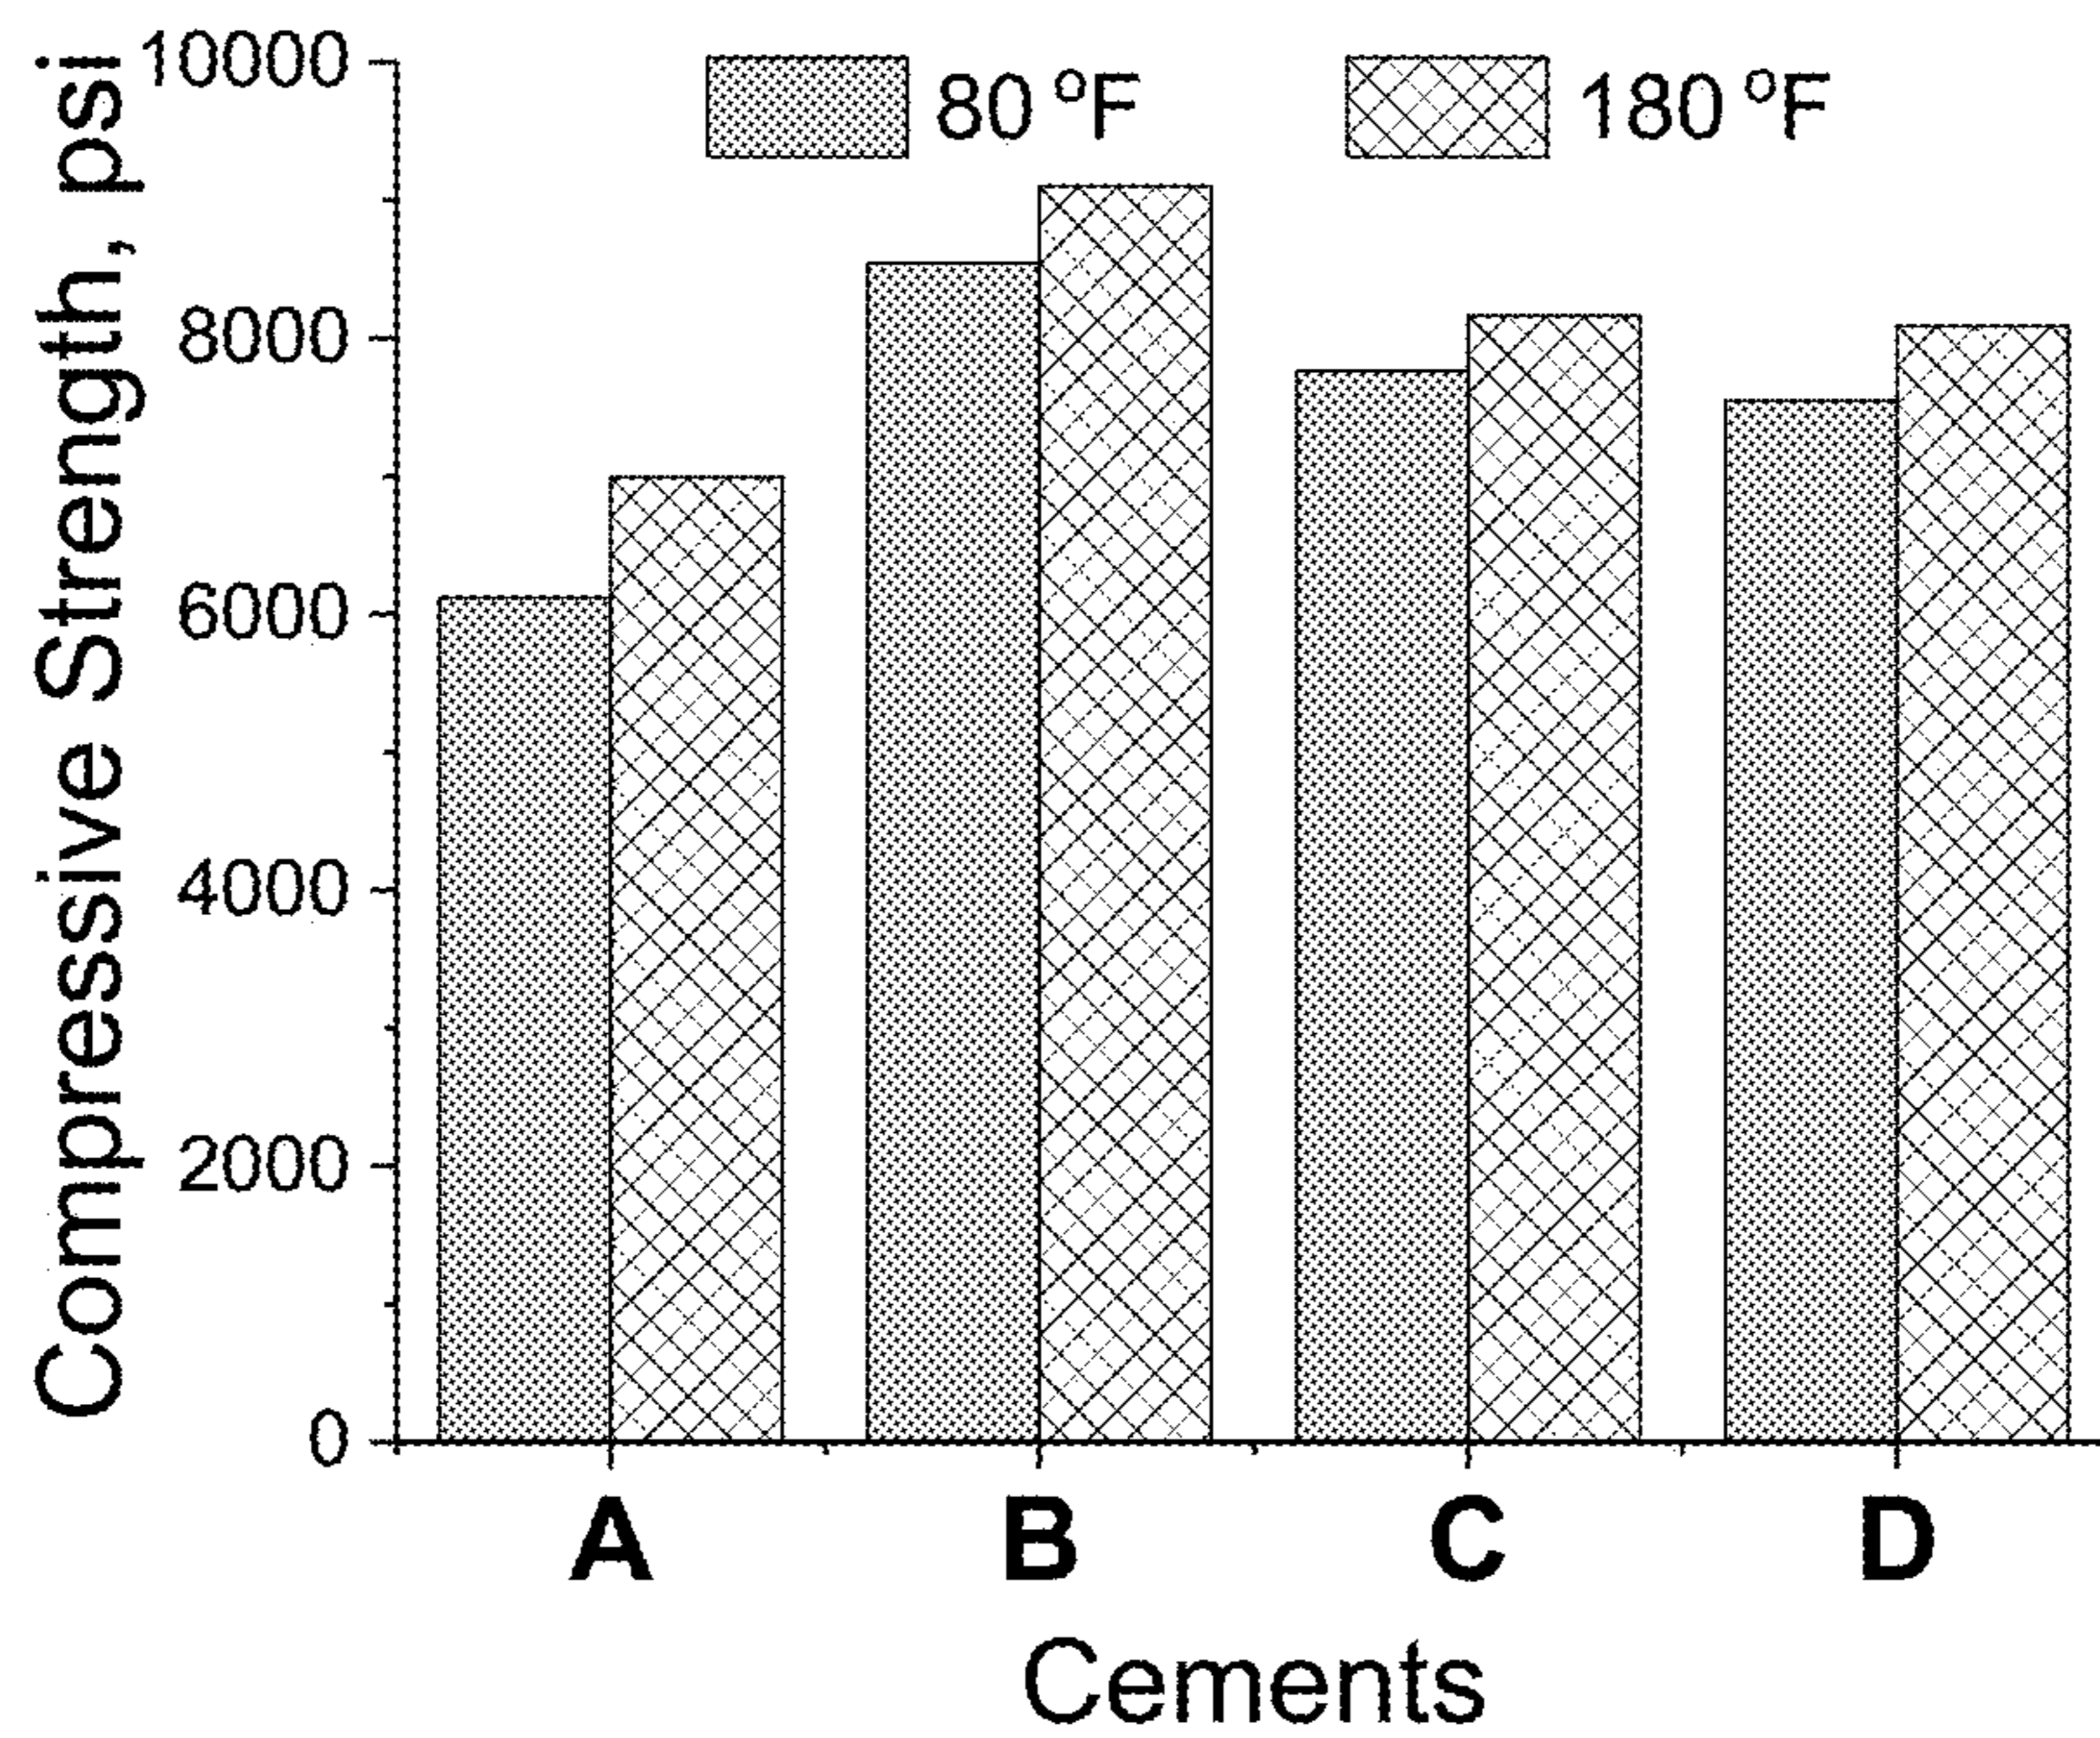 Compressive Strength, psi
10000
8000
6000
4000
2000
0
80 °F
180 °F
A
B
C
D
Cements